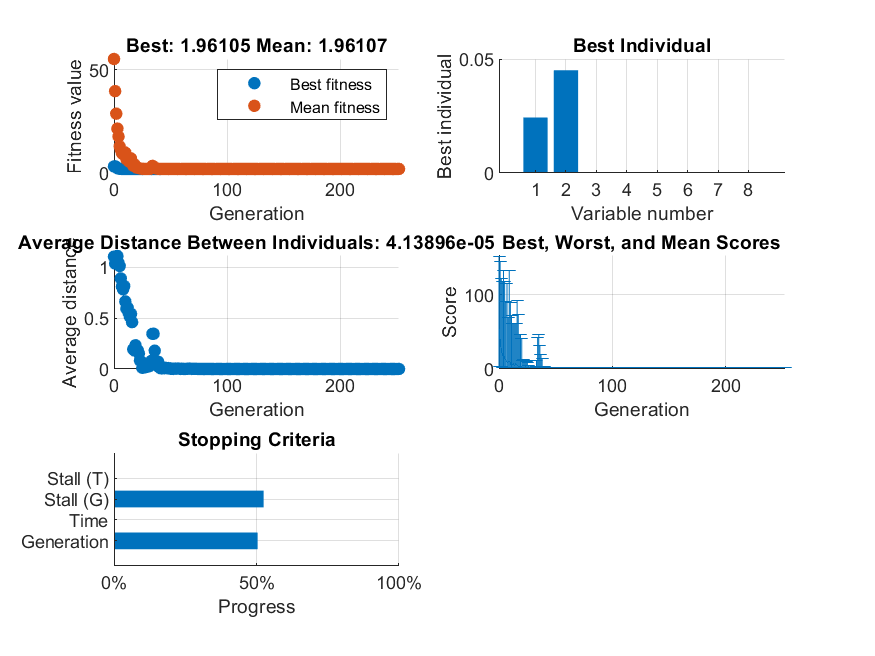 Best: 1.96105 Mean: 1.96107
Fitness value
50
0
Best fitness
Mean fitness
0 100 200
Generation
Best Individual
Best individual
0.05
0
1 2 3 4 5 6 7 8
Variable number
Average Distance Between Individuals: 4.13896e-05
Average distance
1
0.5
0
0 100 200
Generation
Best, Worst, and Mean Scores
Score
100
0
0 100 200
Generation
Stopping Criteria
Stall (T)
Stall (G)
Time
Generation
0% 50% 100%
Progress